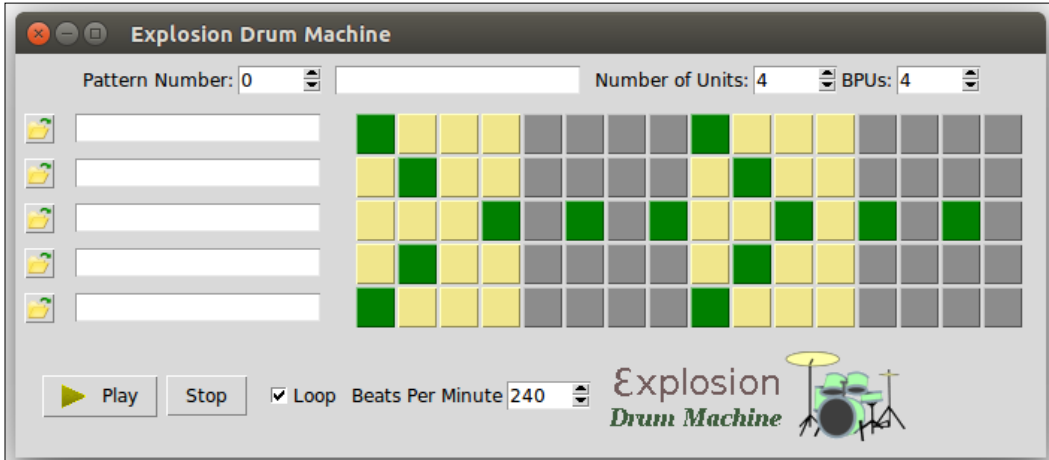 Explosion Drum Machine
Pattern Number: 0 Number of Units: 4 BPUs: 4
Play Stop Loop Beats Per Minute 240
Explosion
Drum Machine